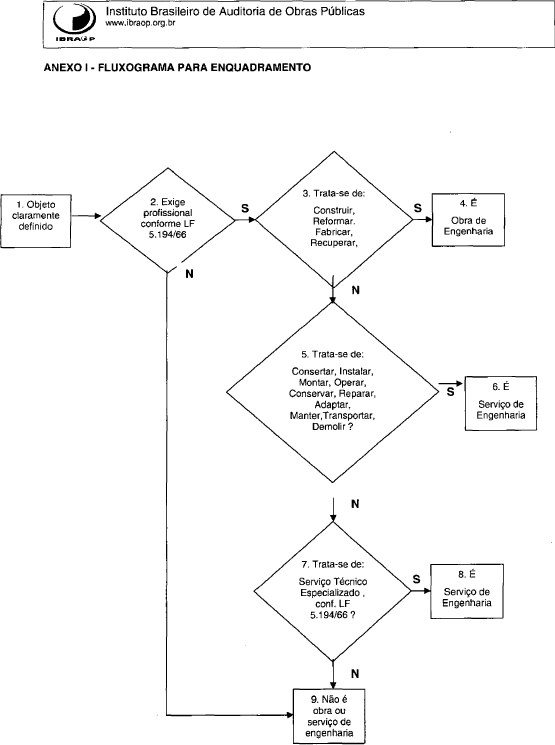 Instituto Brasileiro de Auditoria de Obras Públicas
www.ibraop.org.br
IBRAOP
ANEXO I - FLUXOGRAMA PARA ENQUADRAMENTO
1. Objeto
claramente
definido
2. Exige
profissional
conforme LF
5.194/66
S
N
3. Trata-se de:
Construir,
Reformar.
Fabricar,
Recuperar,
S
N
4. É
Obra de
Engenharia
5. Trata-se de:
Consertar, Instalar,
Montar, Operar,
Conservar, Reparar,
Adaptar,
Manter,Transportar,
Demolir ?
S
N
6. É
Serviço de
Engenharia
7. Trata-se de:
Serviço Técnico
Especializado ,
conf. LF
5.194/66 ?
S
N
8. É
Serviço de
Engenharia
9. Não é
obra ou
serviço de
engenharia